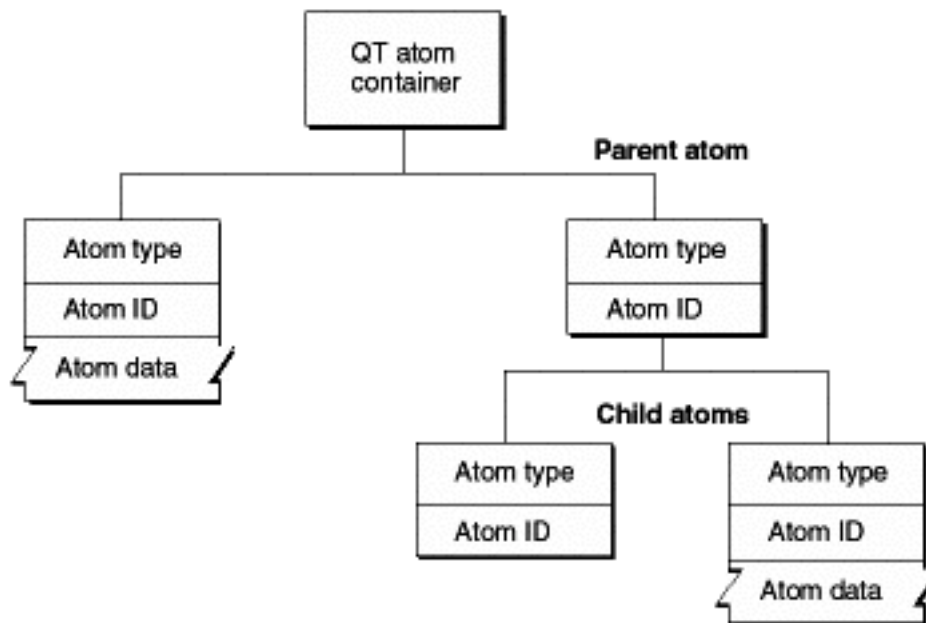 QT atom
container
Parent atom
Atom type
Atom ID
Atom data
Atom type
Atom ID
Child atoms
Atom type
Atom ID
Atom type
Atom ID
Atom data